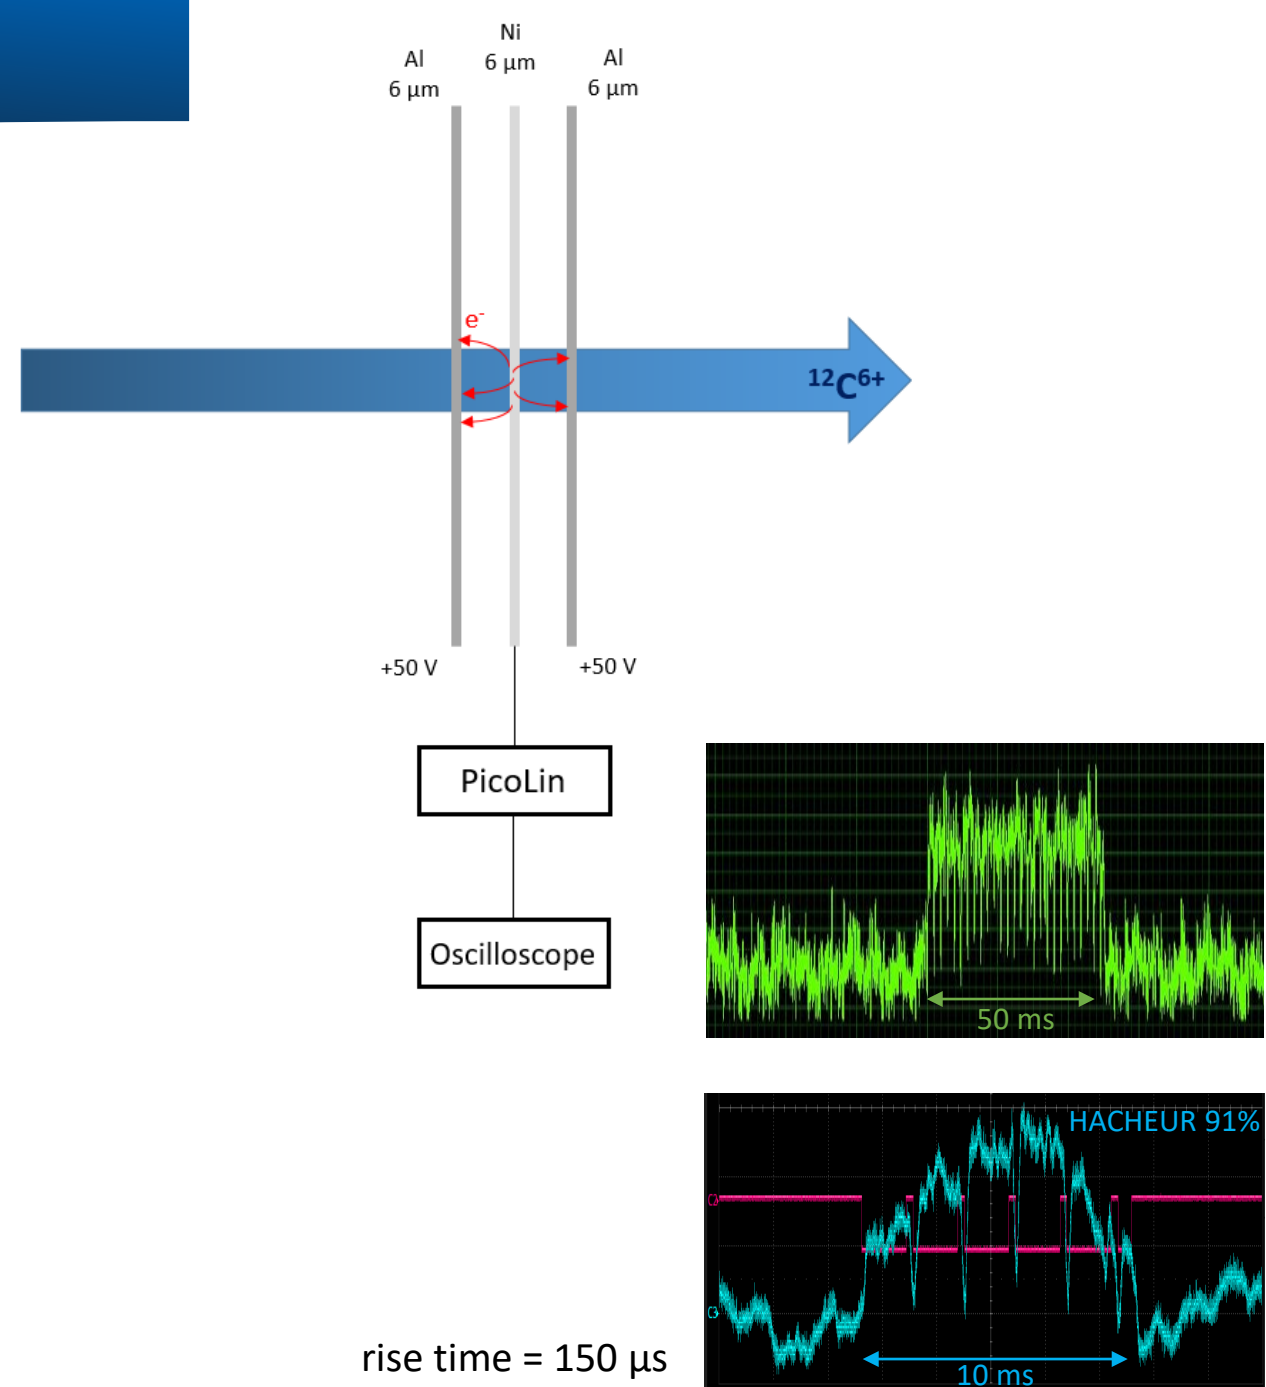 Ni
6 µm
Al
6 µm
Al
6 µm
e⁻
¹²C⁶⁺
+50 V
+50 V
PicoLin
Oscilloscope
50 ms
HACHEUR 91%
10 ms
rise time = 150 µs